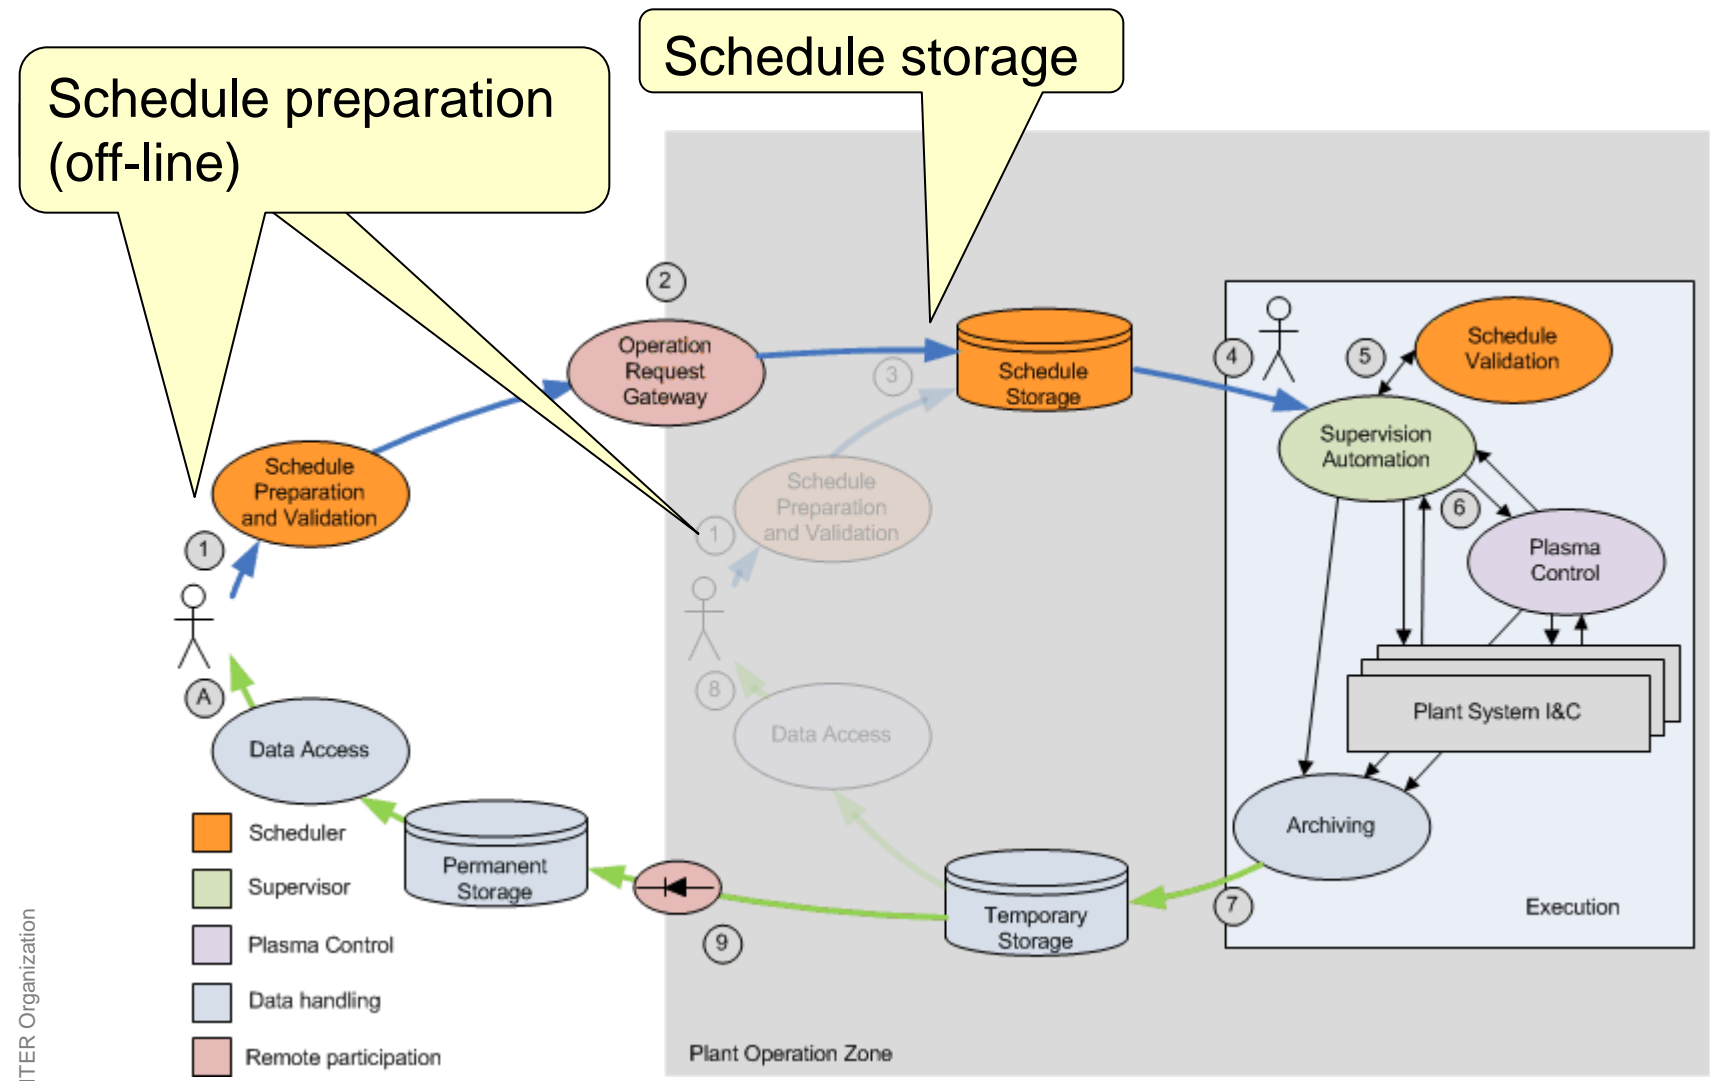 Schedule storage
Schedule preparation
(off-line)
2
Operation
Request
Gateway
3
Schedule
Storage
4
5
Schedule
Validation
Supervision
Automation
6
Schedule
Preparation
and Validation
1
Schedule
Preparation
and Validation
1
Plasma
Control
A
8
Data Access
Data Access
Plant System I&C
Archiving
Permanent
Storage
9
Temporary
Storage
7
Execution
Scheduler
Supervisor
Plasma Control
Data handling
Remote participation
Plant Operation Zone
ITER Organization